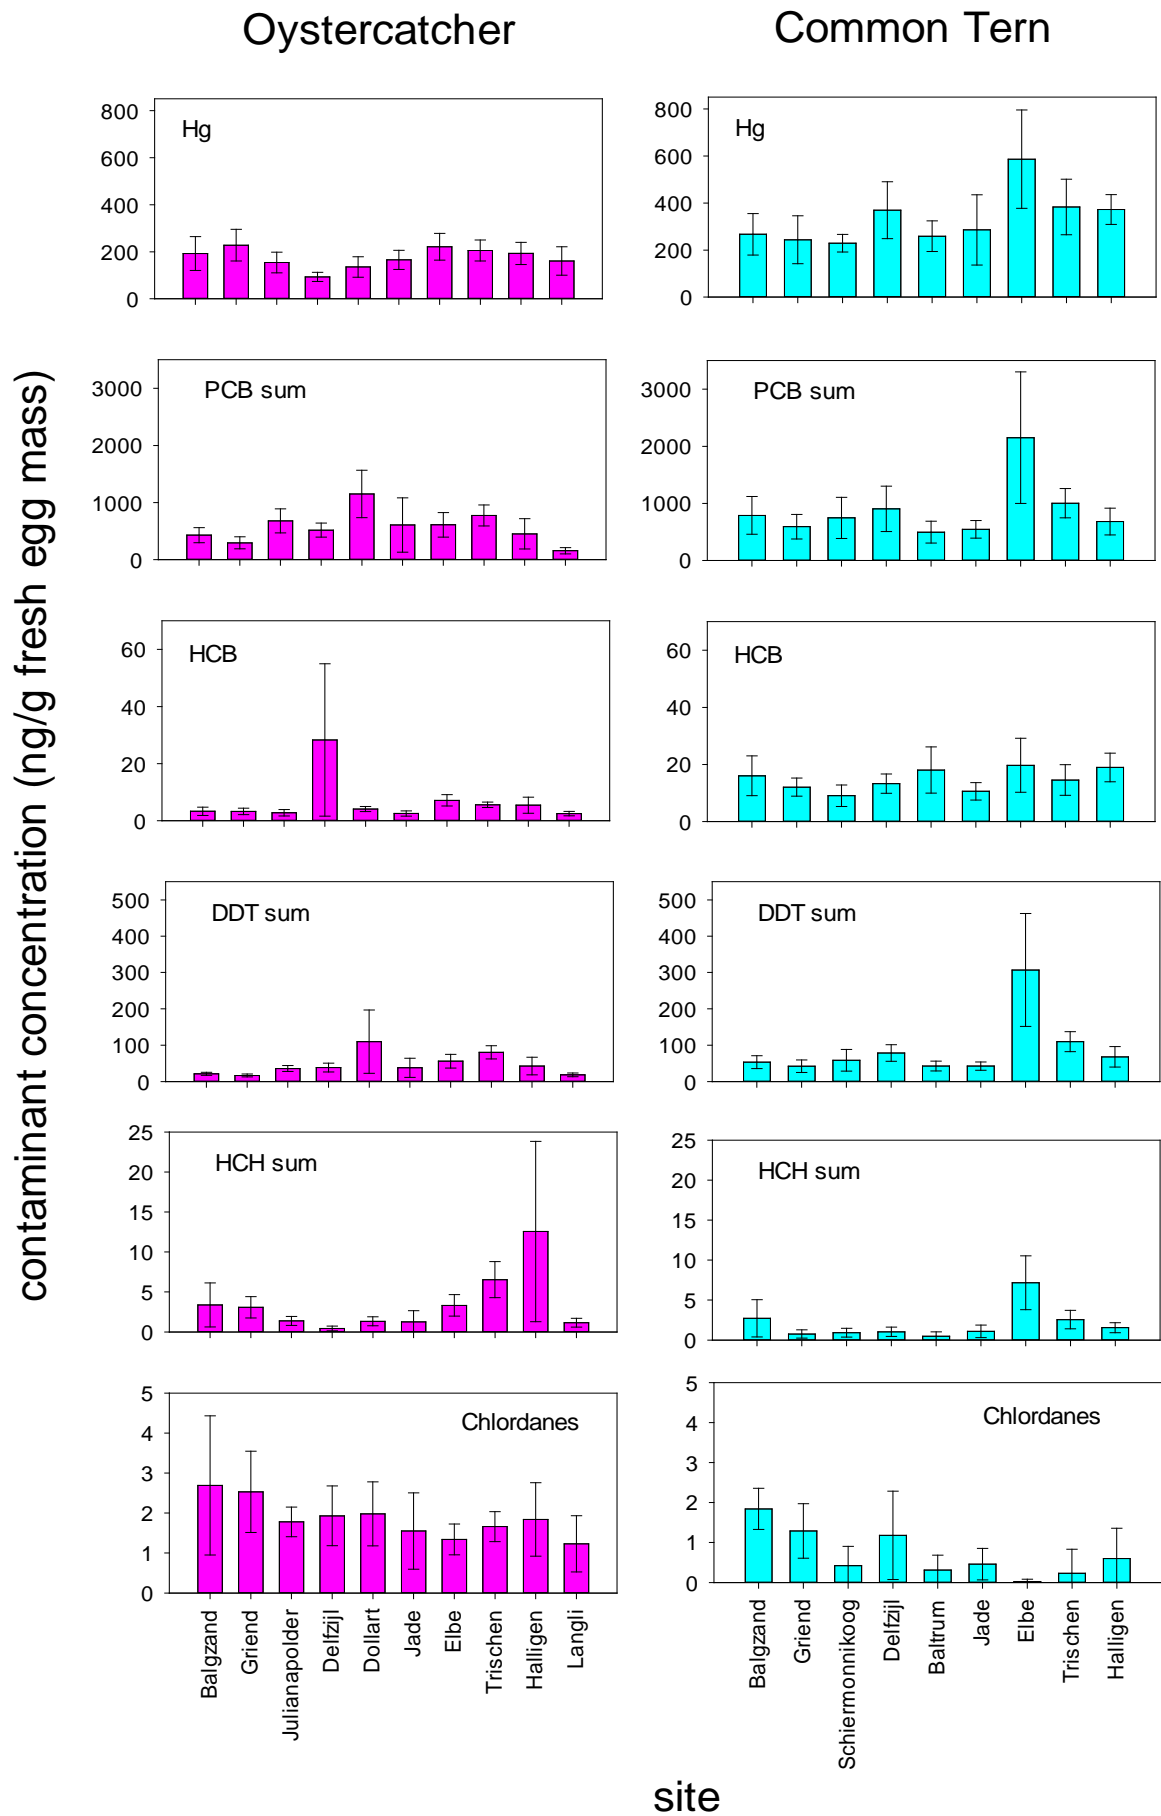 Oystercatcher
Common Tern
contaminant concentration (ng/g fresh egg mass)
Hg
800
600
400
200
0
Hg
800
600
400
200
0
PCB sum
3000
2000
1000
0
PCB sum
3000
2000
1000
0
HCB
60
40
20
0
HCB
60
40
20
0
DDT sum
500
400
300
200
100
0
DDT sum
500
400
300
200
100
0
HCH sum
25
20
15
10
5
0
HCH sum
25
20
15
10
5
0
Chlordanes
5
4
3
2
1
0
Chlordanes
5
4
3
2
1
0
Balgzand
Griend
Julianapolder
Delfzijl
Dollart
Jade
Elbe
Trischen
Halligen
Langli
Balgzand
Griend
Schiermonnikoog
Delfzijl
Baltrum
Jade
Elbe
Trischen
Halligen
site